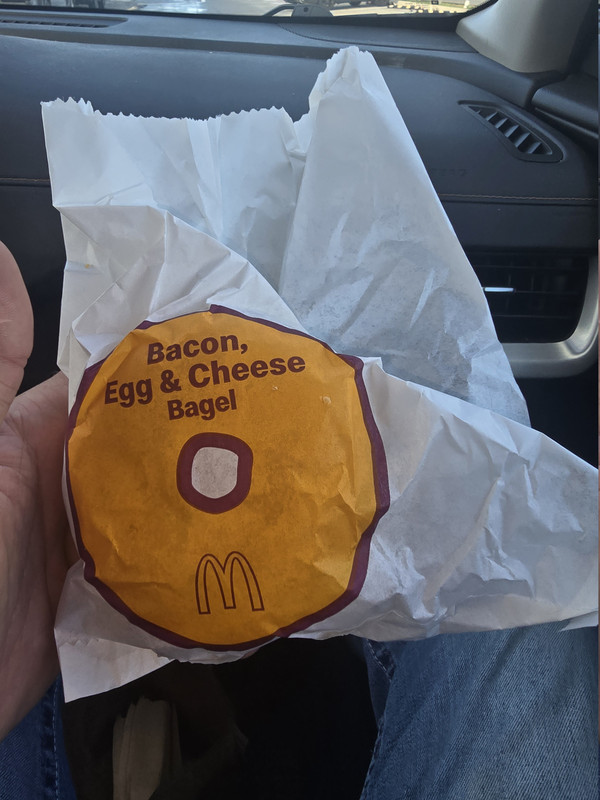 Bacon,
Egg & Cheese
Bagel